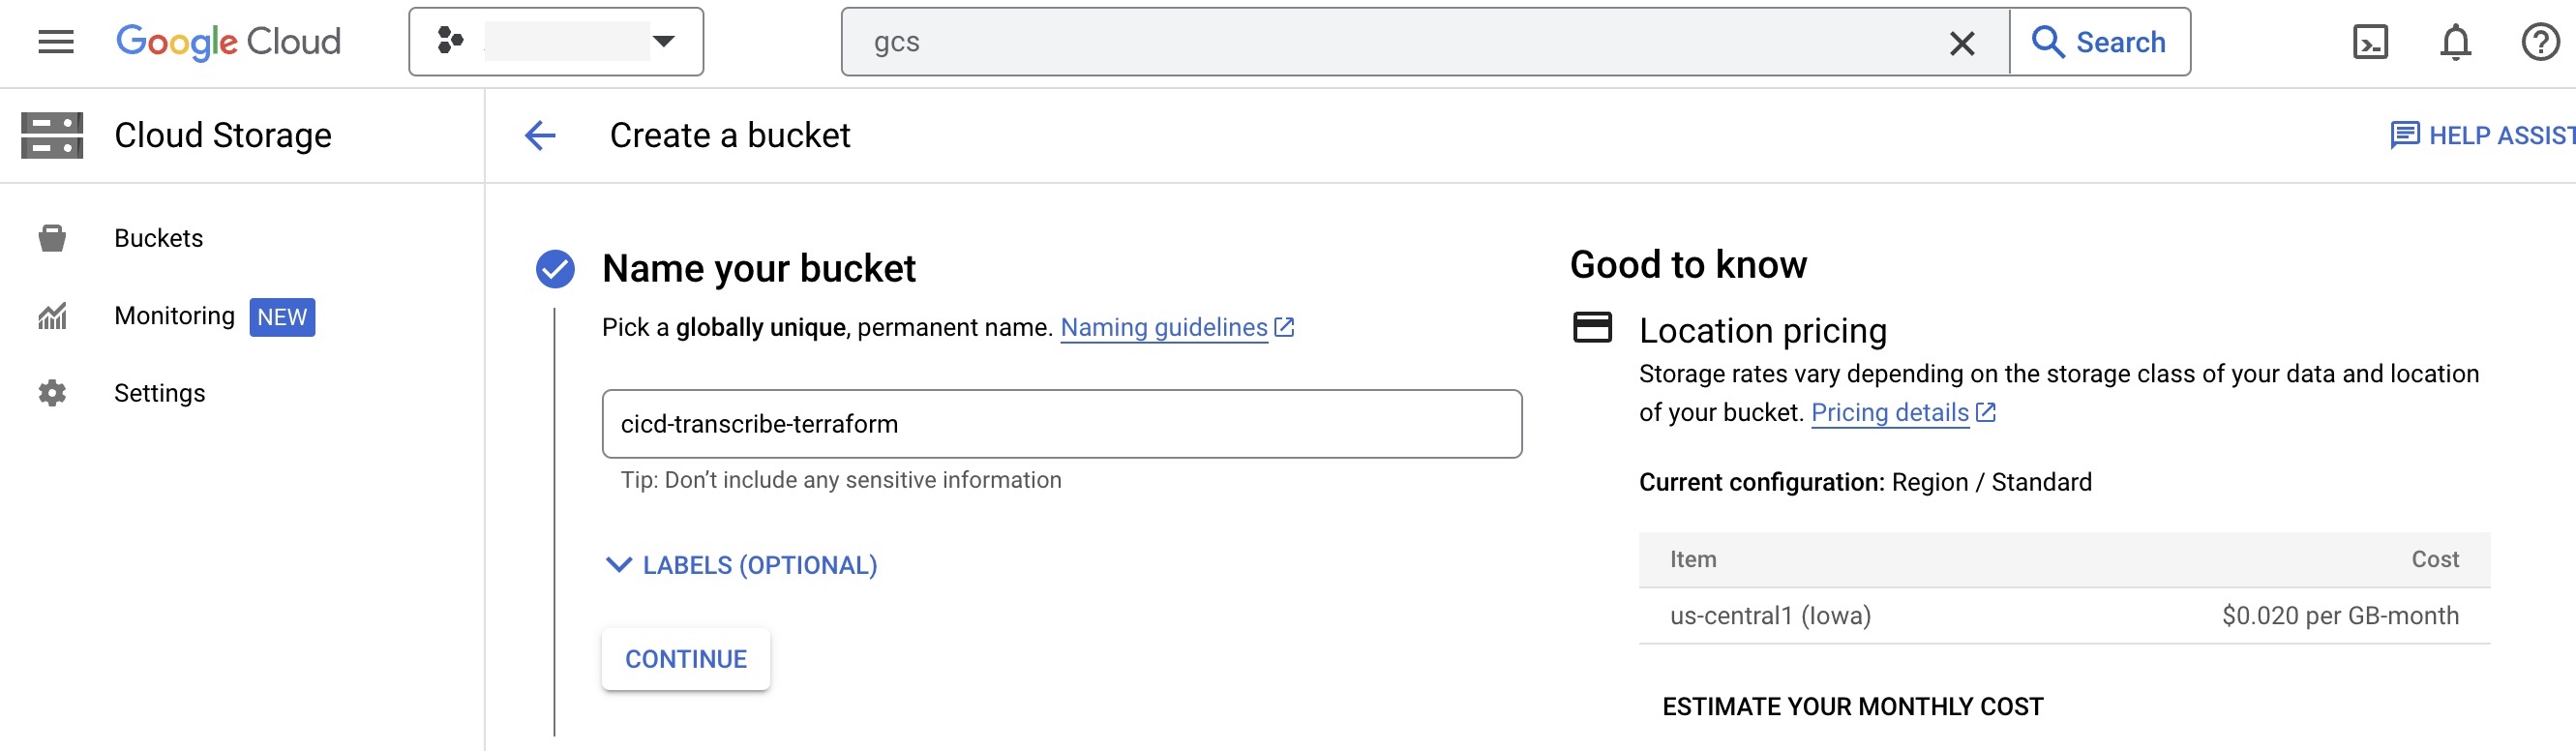 Google Cloud
gcs
Search
Cloud Storage
Create a bucket
HELP ASSIST
Buckets
Monitoring NEW
Settings
Name your bucket
Pick a globally unique, permanent name. Naming guidelines
cicd-transcribe-terraform
Tip: Don’t include any sensitive information
LABELS (OPTIONAL)
CONTINUE
Good to know
Location pricing
Storage rates vary depending on the storage class of your data and location
of your bucket. Pricing details
Current configuration: Region / Standard
Item Cost
us-central1 (Iowa) $0.020 per GB-month
ESTIMATE YOUR MONTHLY COST